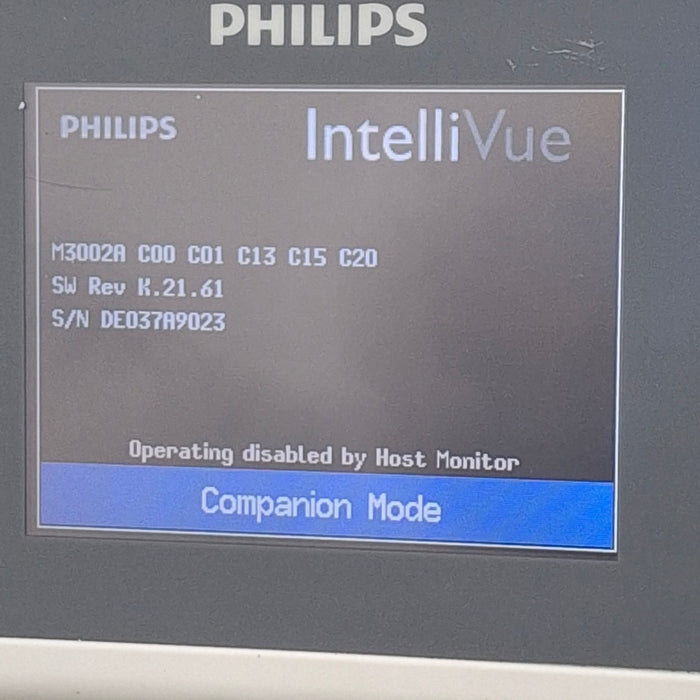 PHILIPS
PHILIPS IntelliVue
M3002A C00 C01 C13 C15 C20
SW Rev K.21.61
S/N DE037A9023
Operating disabled by Host Monitor
Companion Mode